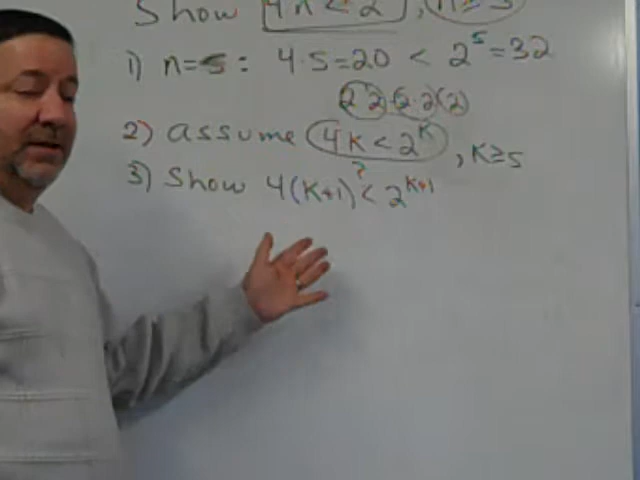 Show 4n < 2ⁿ, n ≥ 5
1) n=5: 4·5=20 < 2⁵=32
(2·2)·(2·2)(2)
2) assume 4k < 2ᵏ, k≥5
3) Show 4(k+1) ?< 2ᵏ⁺¹